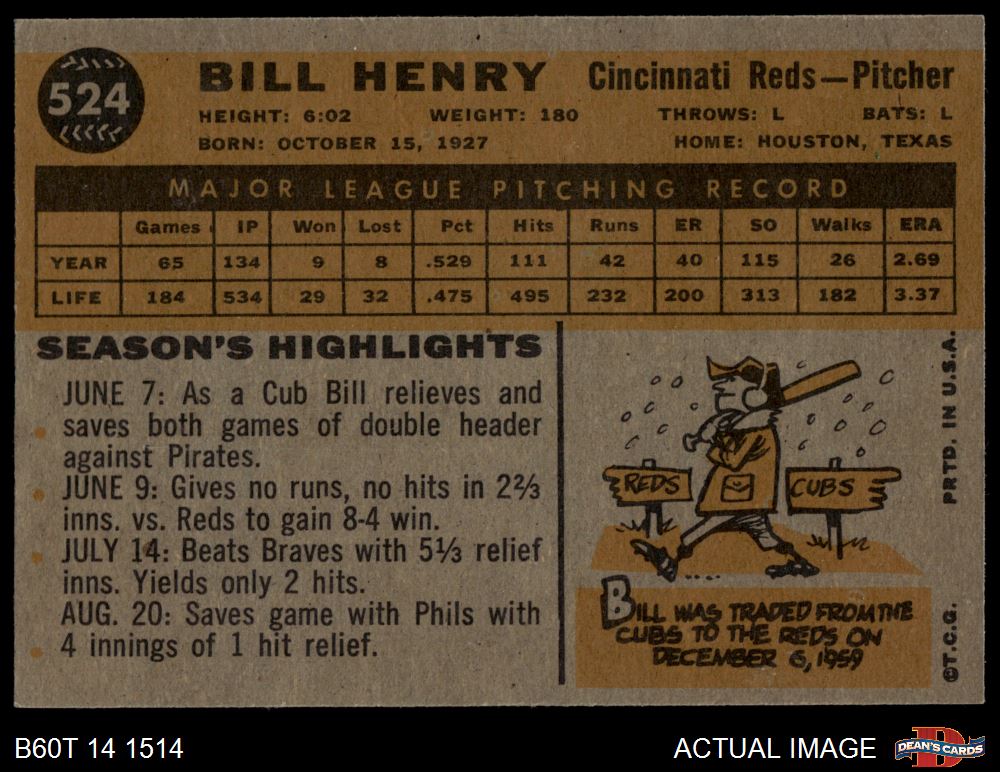 524
BILL HENRY Cincinnati Reds—Pitcher
HEIGHT: 6:02 WEIGHT: 180 THROWS: L BATS: L
BORN: OCTOBER 15, 1927 HOME: HOUSTON, TEXAS
MAJOR LEAGUE PITCHING RECORD
Games IP Won Lost Pct Hits Runs ER SO Walks ERA
YEAR 65 134 9 8 .529 111 42 40 115 26 2.69
LIFE 184 534 29 32 .475 495 232 200 313 182 3.37
SEASON'S HIGHLIGHTS
JUNE 7: As a Cub Bill relieves and
saves both games of double header
against Pirates.
JUNE 9: Gives no runs, no hits in 2⅔
inns. vs. Reds to gain 8-4 win.
JULY 14: Beats Braves with 5⅓ relief
inns. Yields only 2 hits.
AUG. 20: Saves game with Phils with
4 innings of 1 hit relief.
REDS
CUBS
BILL WAS TRADED FROM THE
CUBS TO THE REDS ON
DECEMBER 6, 1959
©T.C.G. PRTD. IN U.S.A.
B60T 14 1514
ACTUAL IMAGE
D
DEAN'S CARDS